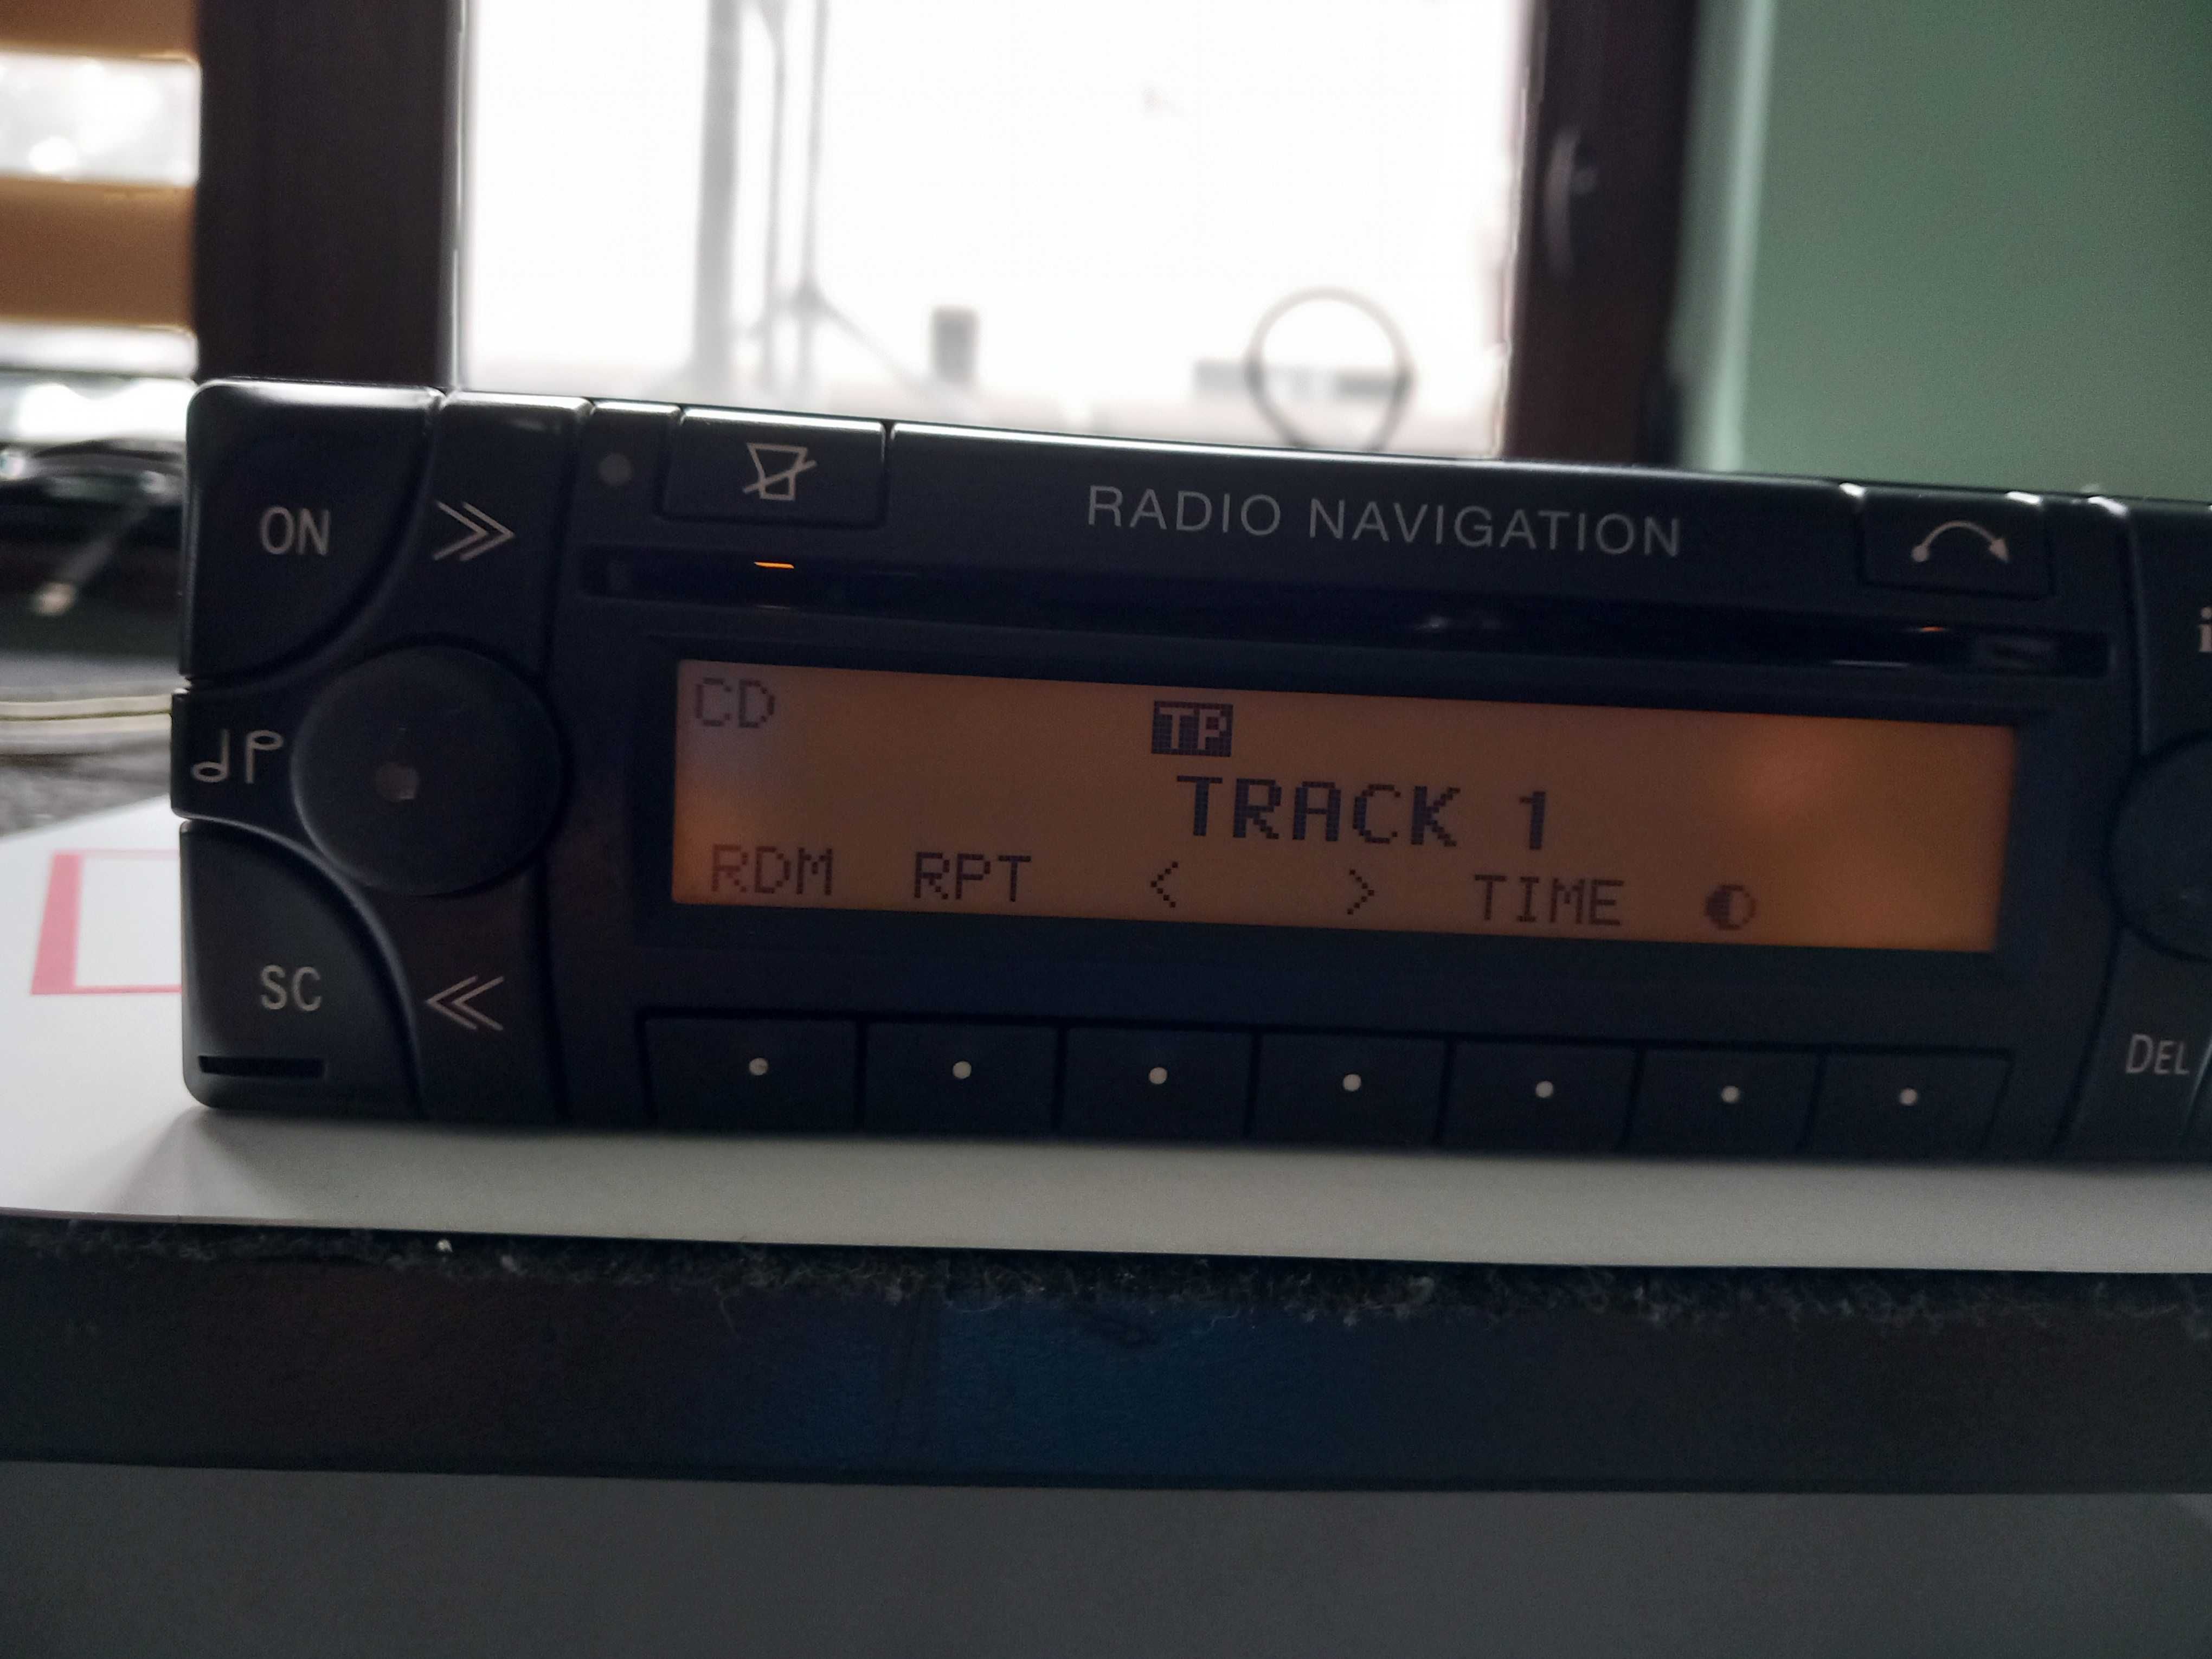 RADIO NAVIGATION
ON
CD
TP
TRACK 1
RDM RPT < > TIME
SC
DEL